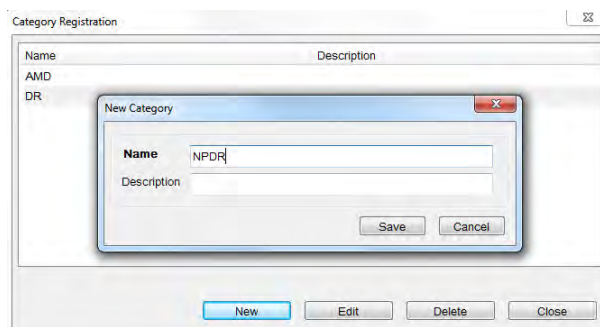 Category Registration
Name Description
AMD
DR
New Category
Name NPDR
Description
Save Cancel
New Edit Delete Close